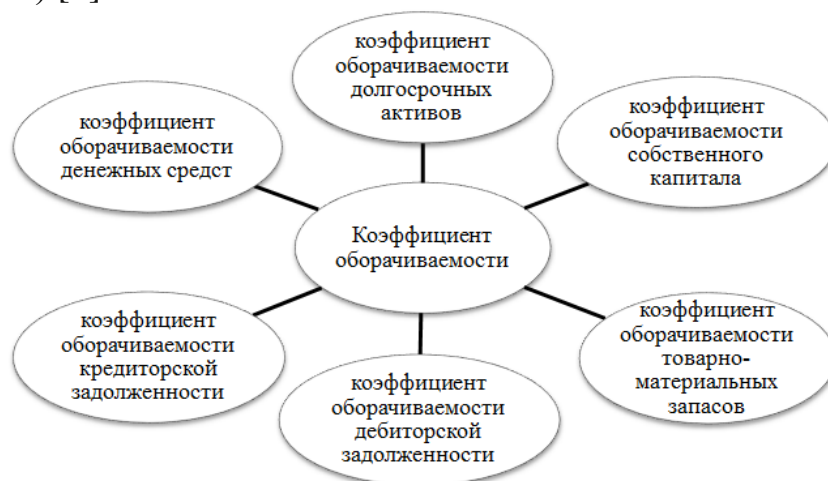 коэффициент
оборачиваемости
долгосрочных
активов
коэффициент
оборачиваемости
денежных средст
коэффициент
оборачиваемости
собственного
капитала
Коэффициент
оборачиваемости
коэффициент
оборачиваемости
кредиторской
задолженности
коэффициент
оборачиваемости
дебиторской
задолженности
коэффициент
оборачиваемости
товарно-
материальных
запасов